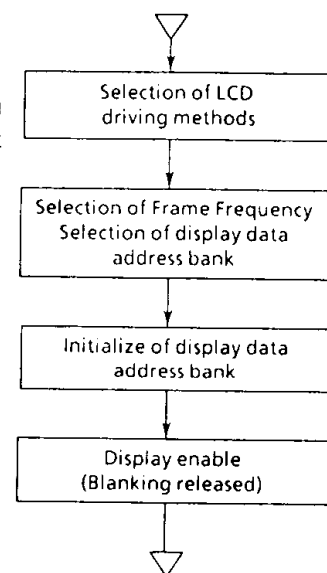 Selection of LCD
driving methods
Selection of Frame Frequency
Selection of display data
address bank
Initialize of display data
address bank
Display enable
(Blanking released)